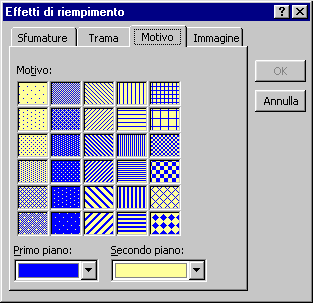 Effetti di riempimento
Sfumature Trama Motivo Immagine
Motivo:
OK
Annulla
Primo piano: Secondo piano: